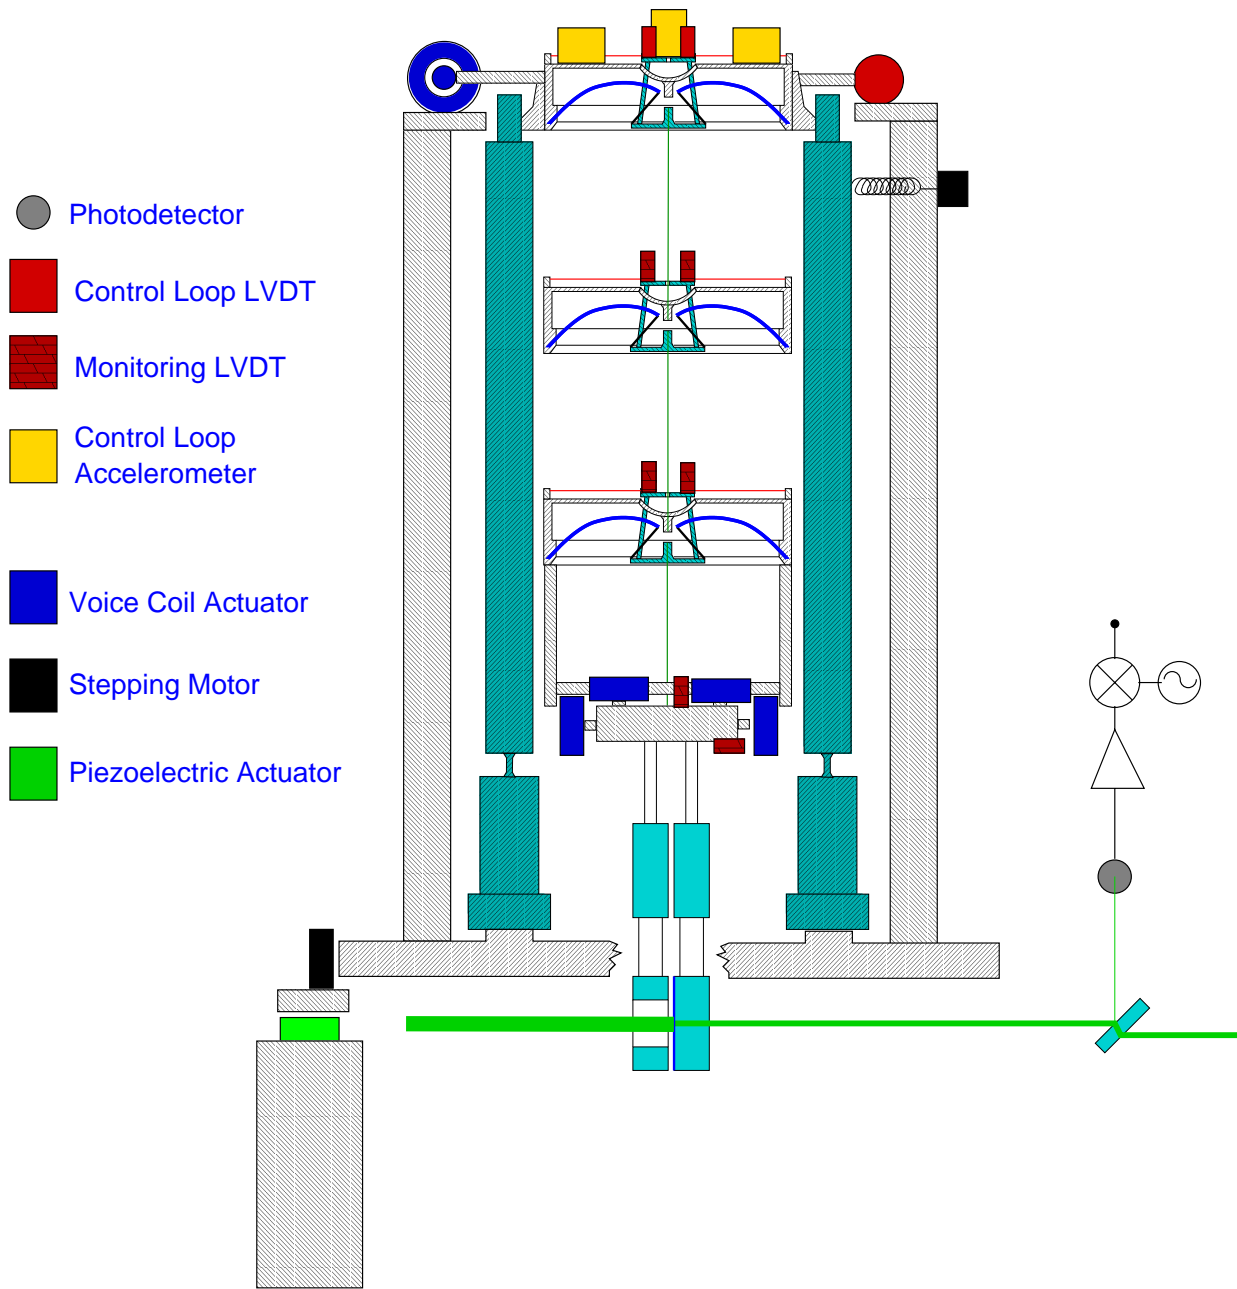 Photodetector
Control Loop LVDT
Monitoring LVDT
Control Loop
Accelerometer
Voice Coil Actuator
Stepping Motor
Piezoelectric Actuator